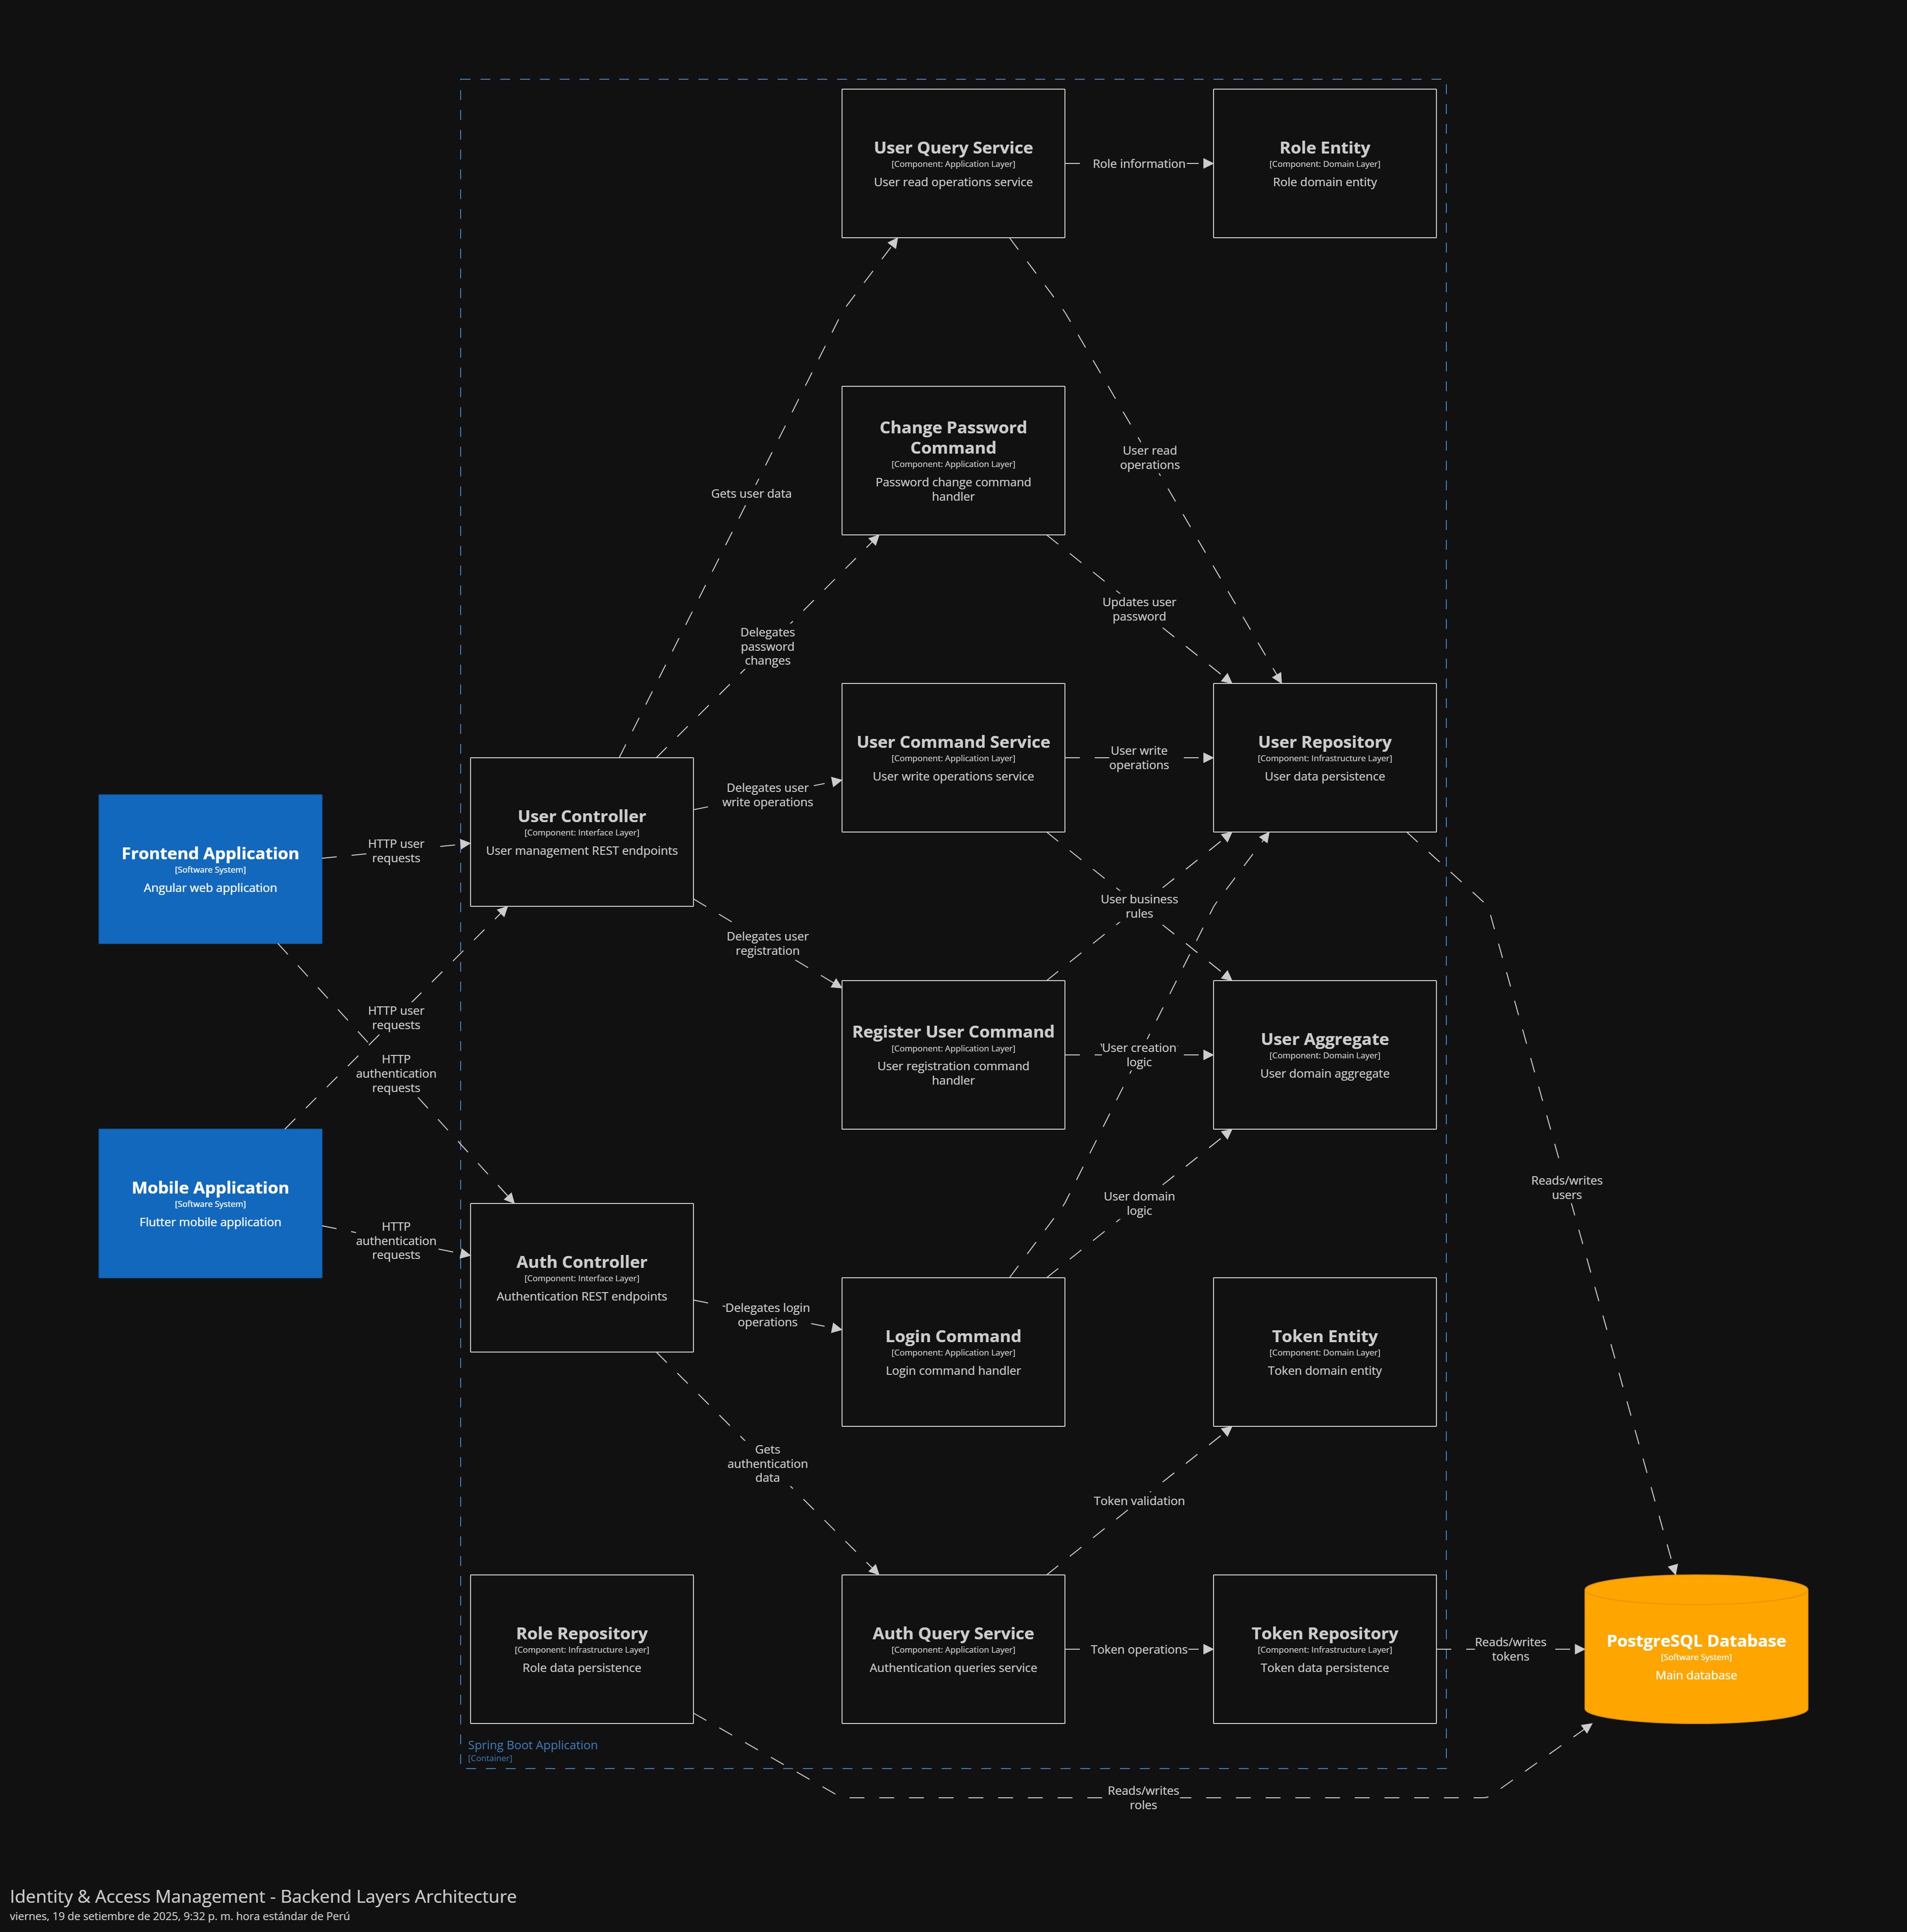 User Query Service
[Component: Application Layer]
User read operations service
Role information
Role Entity
[Component: Domain Layer]
Role domain entity
Change Password
Command
[Component: Application Layer]
Password change command
handler
User read
operations
Gets user data
Updates user
password
Delegates
password
changes
User Command Service
[Component: Application Layer]
User write operations service
User write
operations
User Repository
[Component: Infrastructure Layer]
User data persistence
Delegates user
write operations
User Controller
[Component: Interface Layer]
User management REST endpoints
Frontend Application
[Software System]
Angular web application
HTTP user
requests
User business
rules
Delegates user
registration
HTTP user
requests
HTTP
authentication
requests
Register User Command
[Component: Application Layer]
User registration command
handler
User creation
logic
User Aggregate
[Component: Domain Layer]
User domain aggregate
Mobile Application
[Software System]
Flutter mobile application
HTTP
authentication
requests
User domain
logic
Reads/writes
users
Auth Controller
[Component: Interface Layer]
Authentication REST endpoints
Delegates login
operations
Login Command
[Component: Application Layer]
Login command handler
Token Entity
[Component: Domain Layer]
Token domain entity
Gets
authentication
data
Token validation
Role Repository
[Component: Infrastructure Layer]
Role data persistence
Auth Query Service
[Component: Application Layer]
Authentication queries service
Token operations
Token Repository
[Component: Infrastructure Layer]
Token data persistence
Reads/writes
tokens
PostgreSQL Database
[Software System]
Main database
Spring Boot Application
[Container]
Reads/writes
roles
Identity & Access Management - Backend Layers Architecture
viernes, 19 de setiembre de 2025, 9:32 p. m. hora estándar de Perú